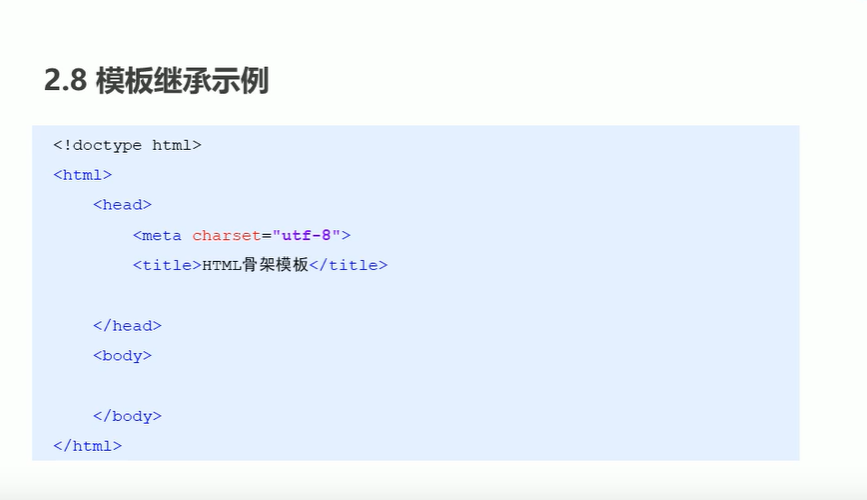 2.8 模板继承示例
<!doctype html>
<html>
<head>
<meta charset="utf-8">
<title>HTML骨架模板</title>
</head>
<body>
</body>
</html>